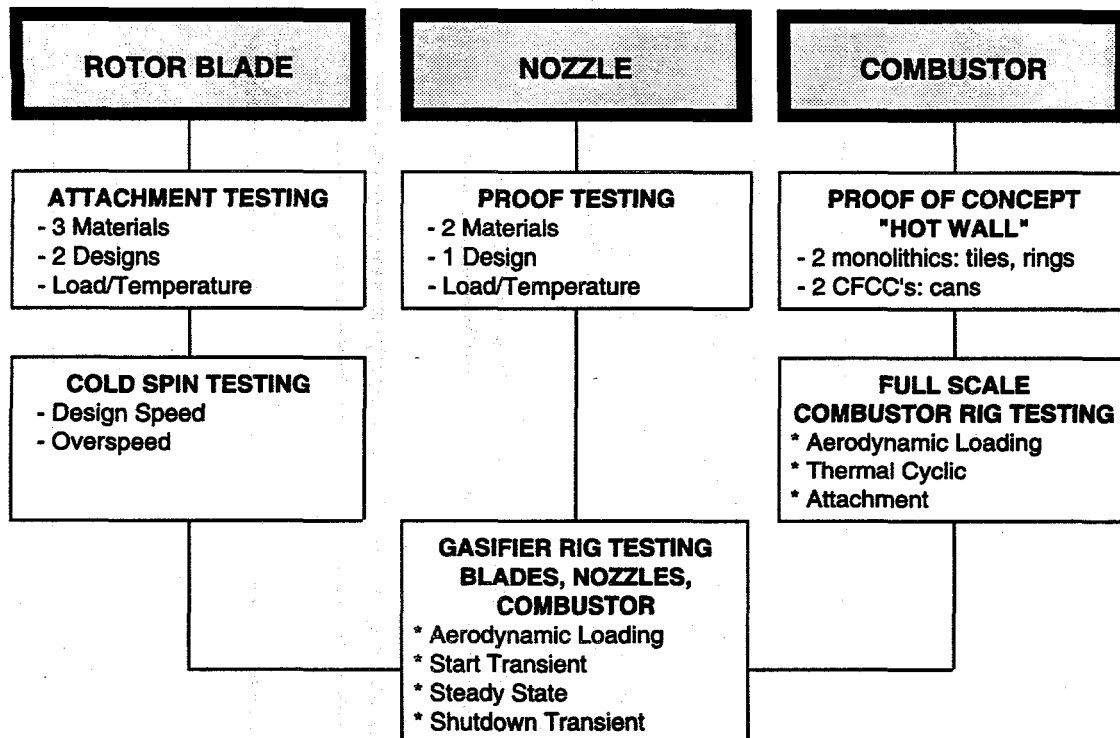 ROTOR BLADE
NOZZLE
COMBUSTOR
ATTACHMENT TESTING
- 3 Materials
- 2 Designs
- Load/Temperature
PROOF TESTING
- 2 Materials
- 1 Design
- Load/Temperature
PROOF OF CONCEPT
"HOT WALL"
- 2 monolithics: tiles, rings
- 2 CFCC's: cans
COLD SPIN TESTING
- Design Speed
- Overspeed
FULL SCALE
COMBUSTOR RIG TESTING
* Aerodynamic Loading
* Thermal Cyclic
* Attachment
GASIFIER RIG TESTING
BLADES, NOZZLES,
COMBUSTOR
* Aerodynamic Loading
* Start Transient
* Steady State
* Shutdown Transient